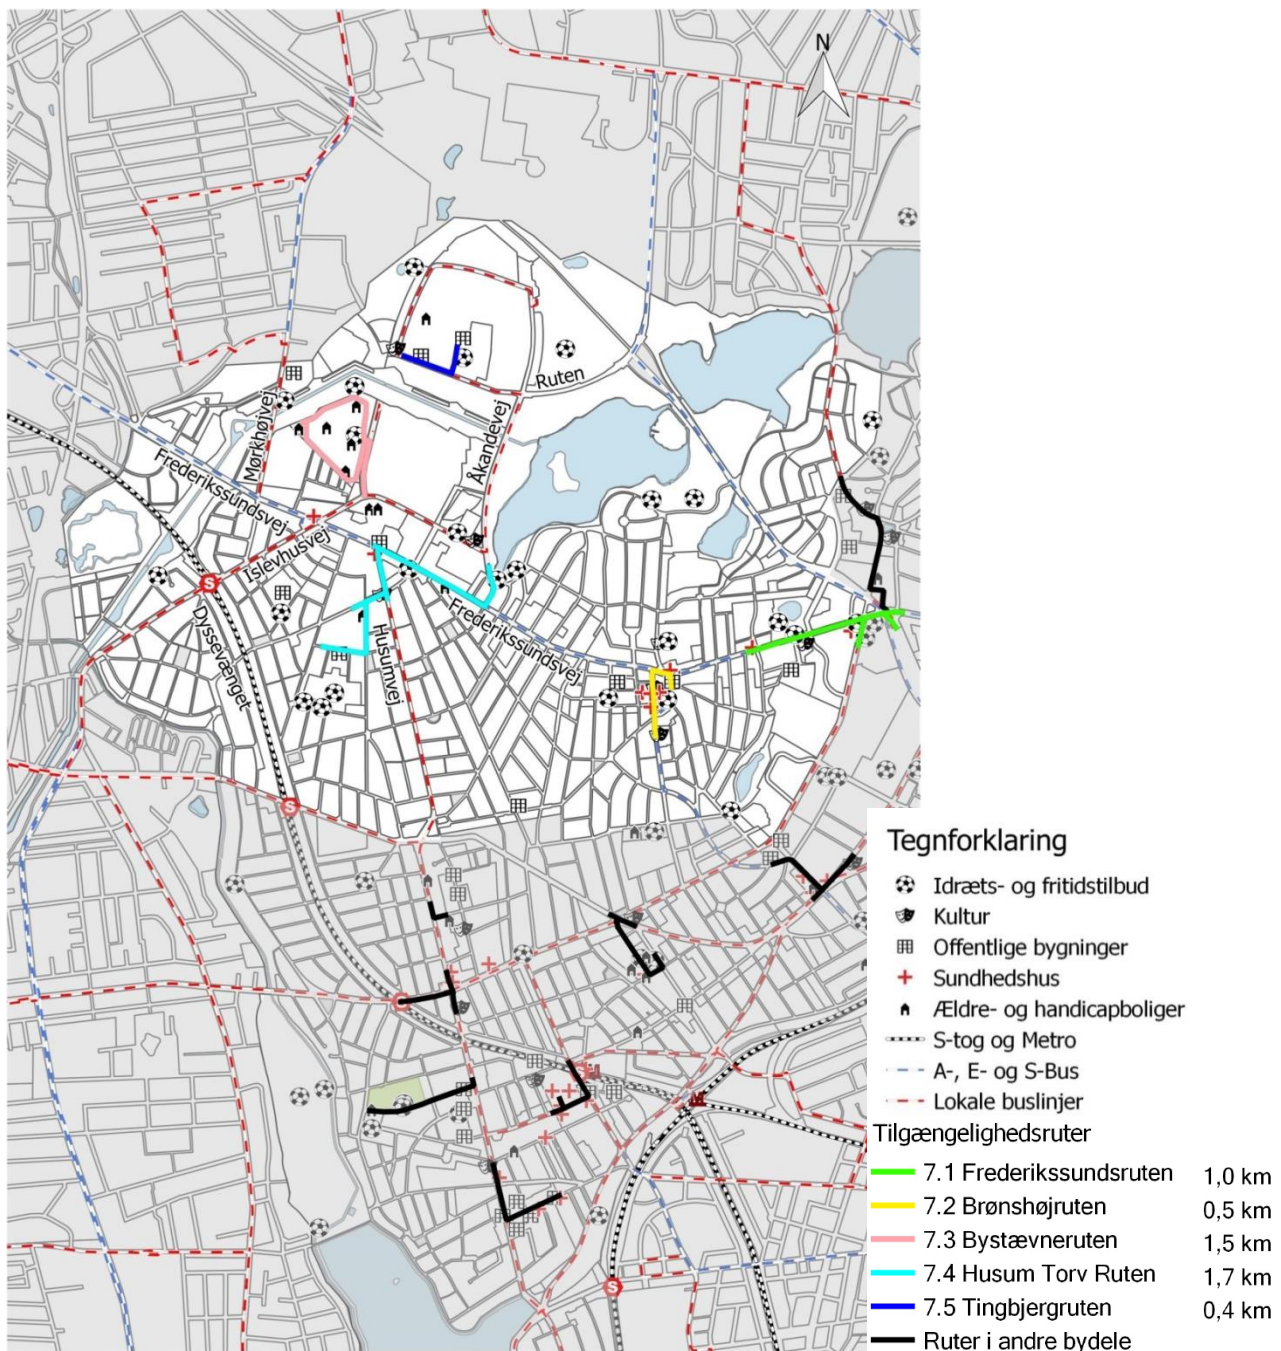 N
Ruten
Mørkhøjvej
Åkandevej
Frederikssundsvej
Islevhusvej
S
Dyssevænget
Husumvej
Frederikssundsvej
S
S
M
Tegnforklaring
Idræts- og fritidstilbud
Kultur
Offentlige bygninger
Sundhedshus
Ældre- og handicapboliger
S-tog og Metro
A-, E- og S-Bus
Lokale buslinjer
Tilgængelighedsruter
7.1 Frederikssundsruten 1,0 km
7.2 Brønshøjruten 0,5 km
7.3 Bystævneruten 1,5 km
7.4 Husum Torv Ruten 1,7 km
7.5 Tingbjergruten 0,4 km
Ruter i andre bydele